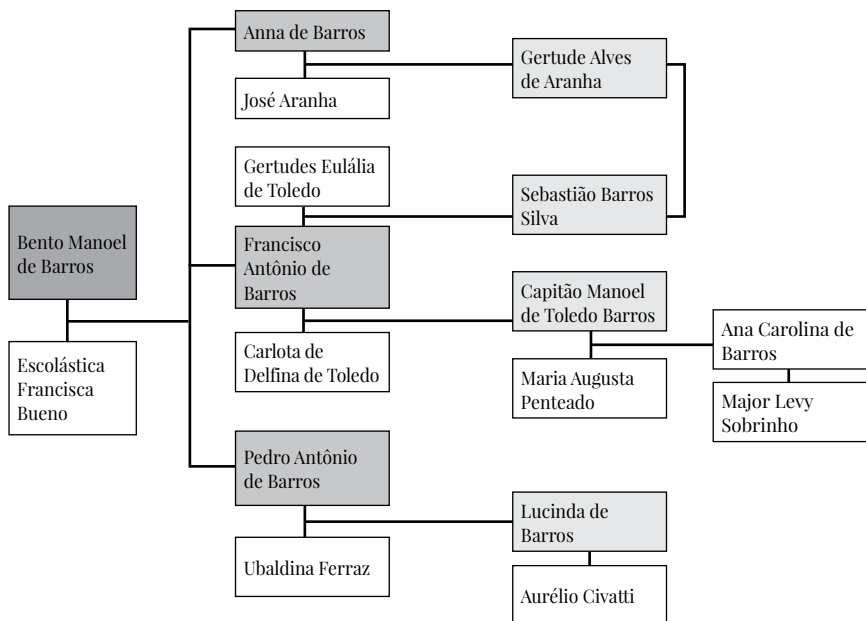 Anna de Barros
José Aranha
Gertude Alves
de Aranha
Gertudes Eulália
de Toledo
Sebastião Barros
Silva
Bento Manoel
de Barros
Francisco
Antônio de
Barros
Capitão Manoel
de Toledo Barros
Ana Carolina de
Barros
Escolástica
Francisca
Bueno
Carlota de
Delfina de Toledo
Maria Augusta
Penteado
Major Levy
Sobrinho
Pedro Antônio
de Barros
Lucinda de
Barros
Ubaldina Ferraz
Aurélio Civatti